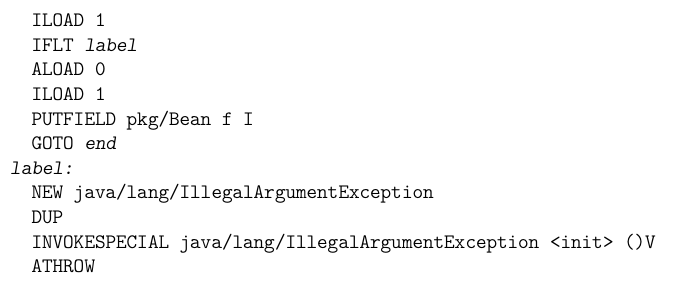 ILOAD 1
IFLT label
ALOAD 0
ILOAD 1
PUTFIELD pkg/Bean f I
GOTO end
label:
NEW java/lang/IllegalArgumentException
DUP
INVOKESPECIAL java/lang/IllegalArgumentException <init> ()V
ATHROW